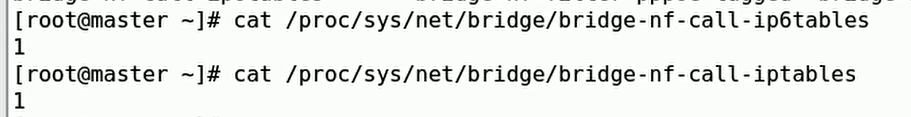 [root@master ~]# cat /proc/sys/net/bridge/bridge-nf-call-ip6tables
1
[root@master ~]# cat /proc/sys/net/bridge/bridge-nf-call-iptables
1